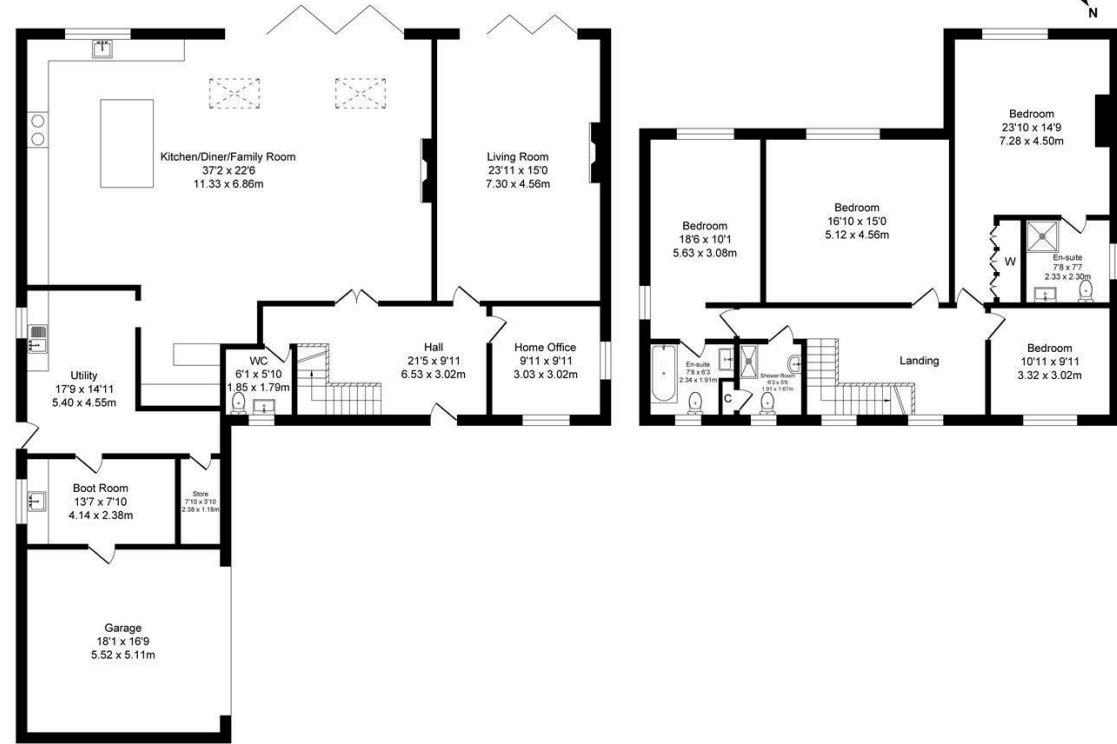 N
Kitchen/Diner/Family Room
37'2 x 22'6
11.33 x 6.86m
Living Room
23'11 x 15'0
7.30 x 4.56m
Utility
17'9 x 14'11
5.40 x 4.55m
WC
6'1 x 5'10
1.85 x 1.79m
Hall
21'5 x 9'11
6.53 x 3.02m
Home Office
9'11 x 9'11
3.03 x 3.02m
Boot Room
13'7 x 7'10
4.14 x 2.38m
Store
7'10 x 3'10
2.38 x 1.18m
Garage
18'1 x 16'9
5.52 x 5.11m
Bedroom
23'10 x 14'9
7.28 x 4.50m
Bedroom
18'6 x 10'1
5.63 x 3.08m
Bedroom
16'10 x 15'0
5.12 x 4.56m
W
En-suite
7'8 x 7'7
2.33 x 2.30m
En-suite
7'8 x 6'3
2.34 x 1.91m
C
Shower Room
6'3 x 5'6
1.91 x 1.67m
Landing
Bedroom
10'11 x 9'11
3.32 x 3.02m